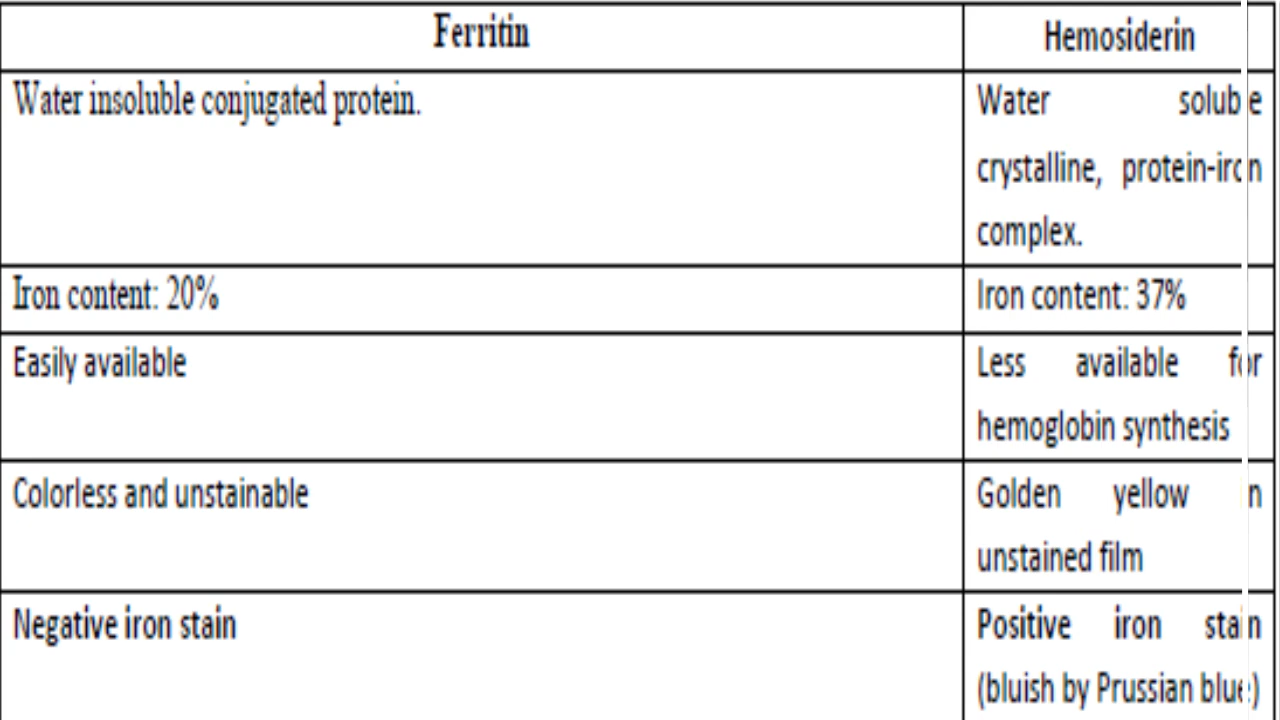 Ferritin
Hemosiderin
Water insoluble conjugated protein.
Water soluble
crystalline, protein-iron
complex.
Iron content: 20%
Iron content: 37%
Easily available
Less available for
hemoglobin synthesis
Colorless and unstainable
Golden yellow in
unstained film
Negative iron stain
Positive iron stain
(bluish by Prussian blue)